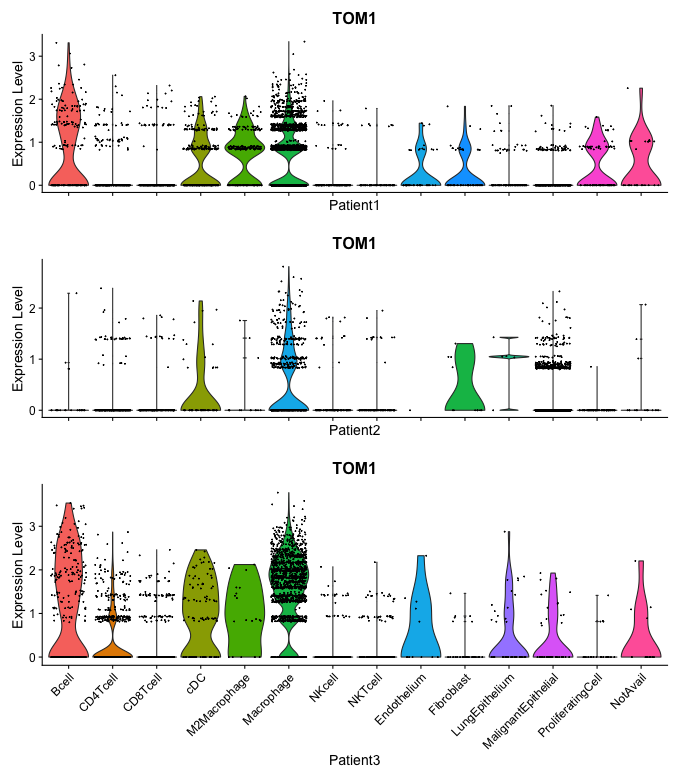 TOM1
Expression Level
3
2
1
0
Patient1
TOM1
Expression Level
2
1
0
Patient2
TOM1
Expression Level
3
2
1
0
Bcell
CD4Tcell
CD8Tcell
cDC
M2Macrophage
Macrophage
NKcell
NKTcell
Endothelium
Fibroblast
LungEpithelium
MalignantEpithelial
ProliferatingCell
NotAvail
Patient3